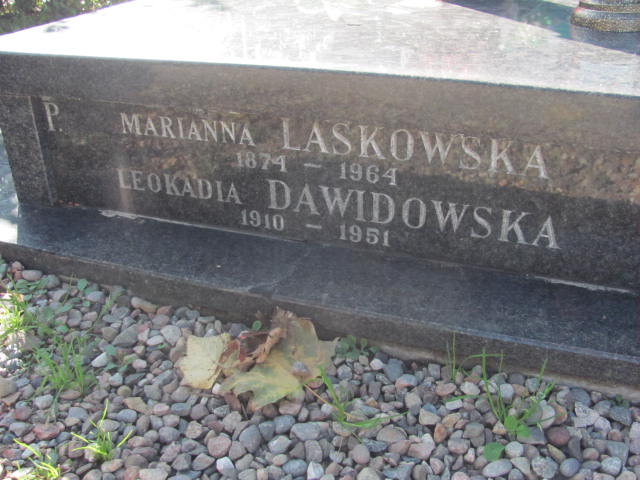 P
MARIANNA LASKOWSKA
1874 – 1964
LEOKADIA DAWIDOWSKA
1910 – 1951